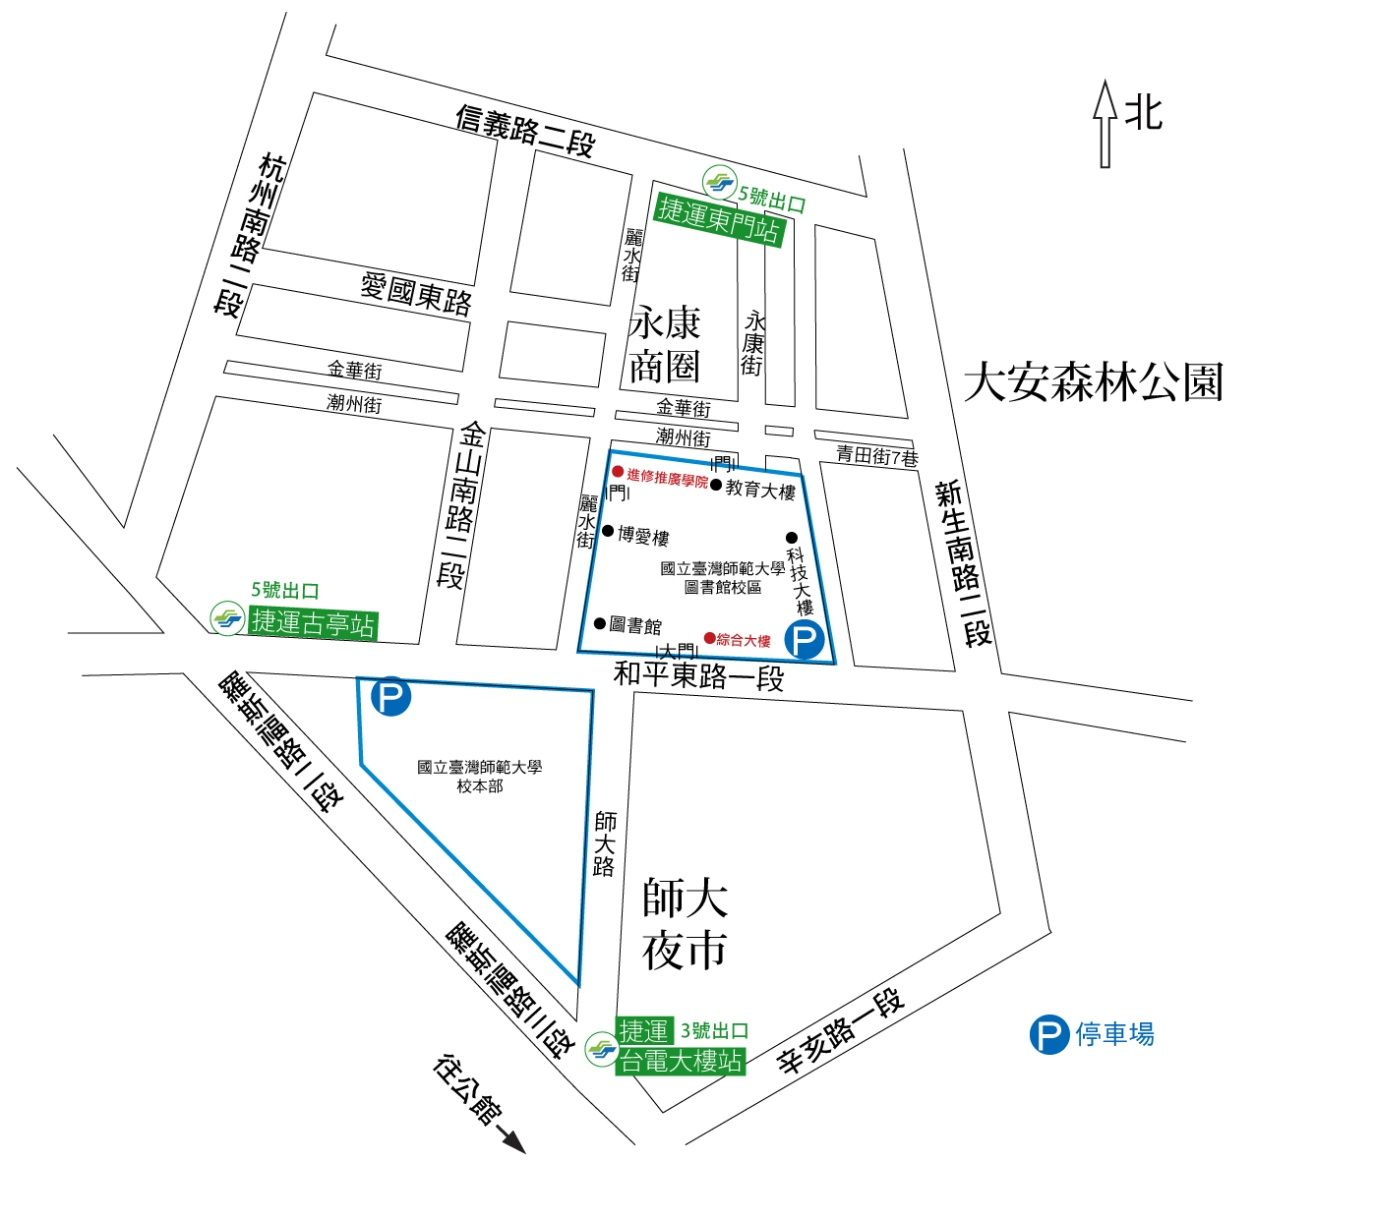 信義路二段
北
杭州南路二段
5號出口
捷運東門站
麗水街
愛國東路
永康
商圈
永康街
大安森林公園
金華街
潮州街
金華街
潮州街
青田街7巷
金山南路二段
門
進修推廣學院
教育大樓
門
麗水街
博愛樓
科技大樓
國立臺灣師範大學
圖書館校區
新生南路二段
5號出口
捷運古亭站
圖書館
綜合大樓
P
大門
和平東路一段
羅斯福路二段
P
國立臺灣師範大學
校本部
師大路
師大
夜市
羅斯福路三段
捷運 3號出口
台電大樓站
辛亥路一段
P 停車場
往公館